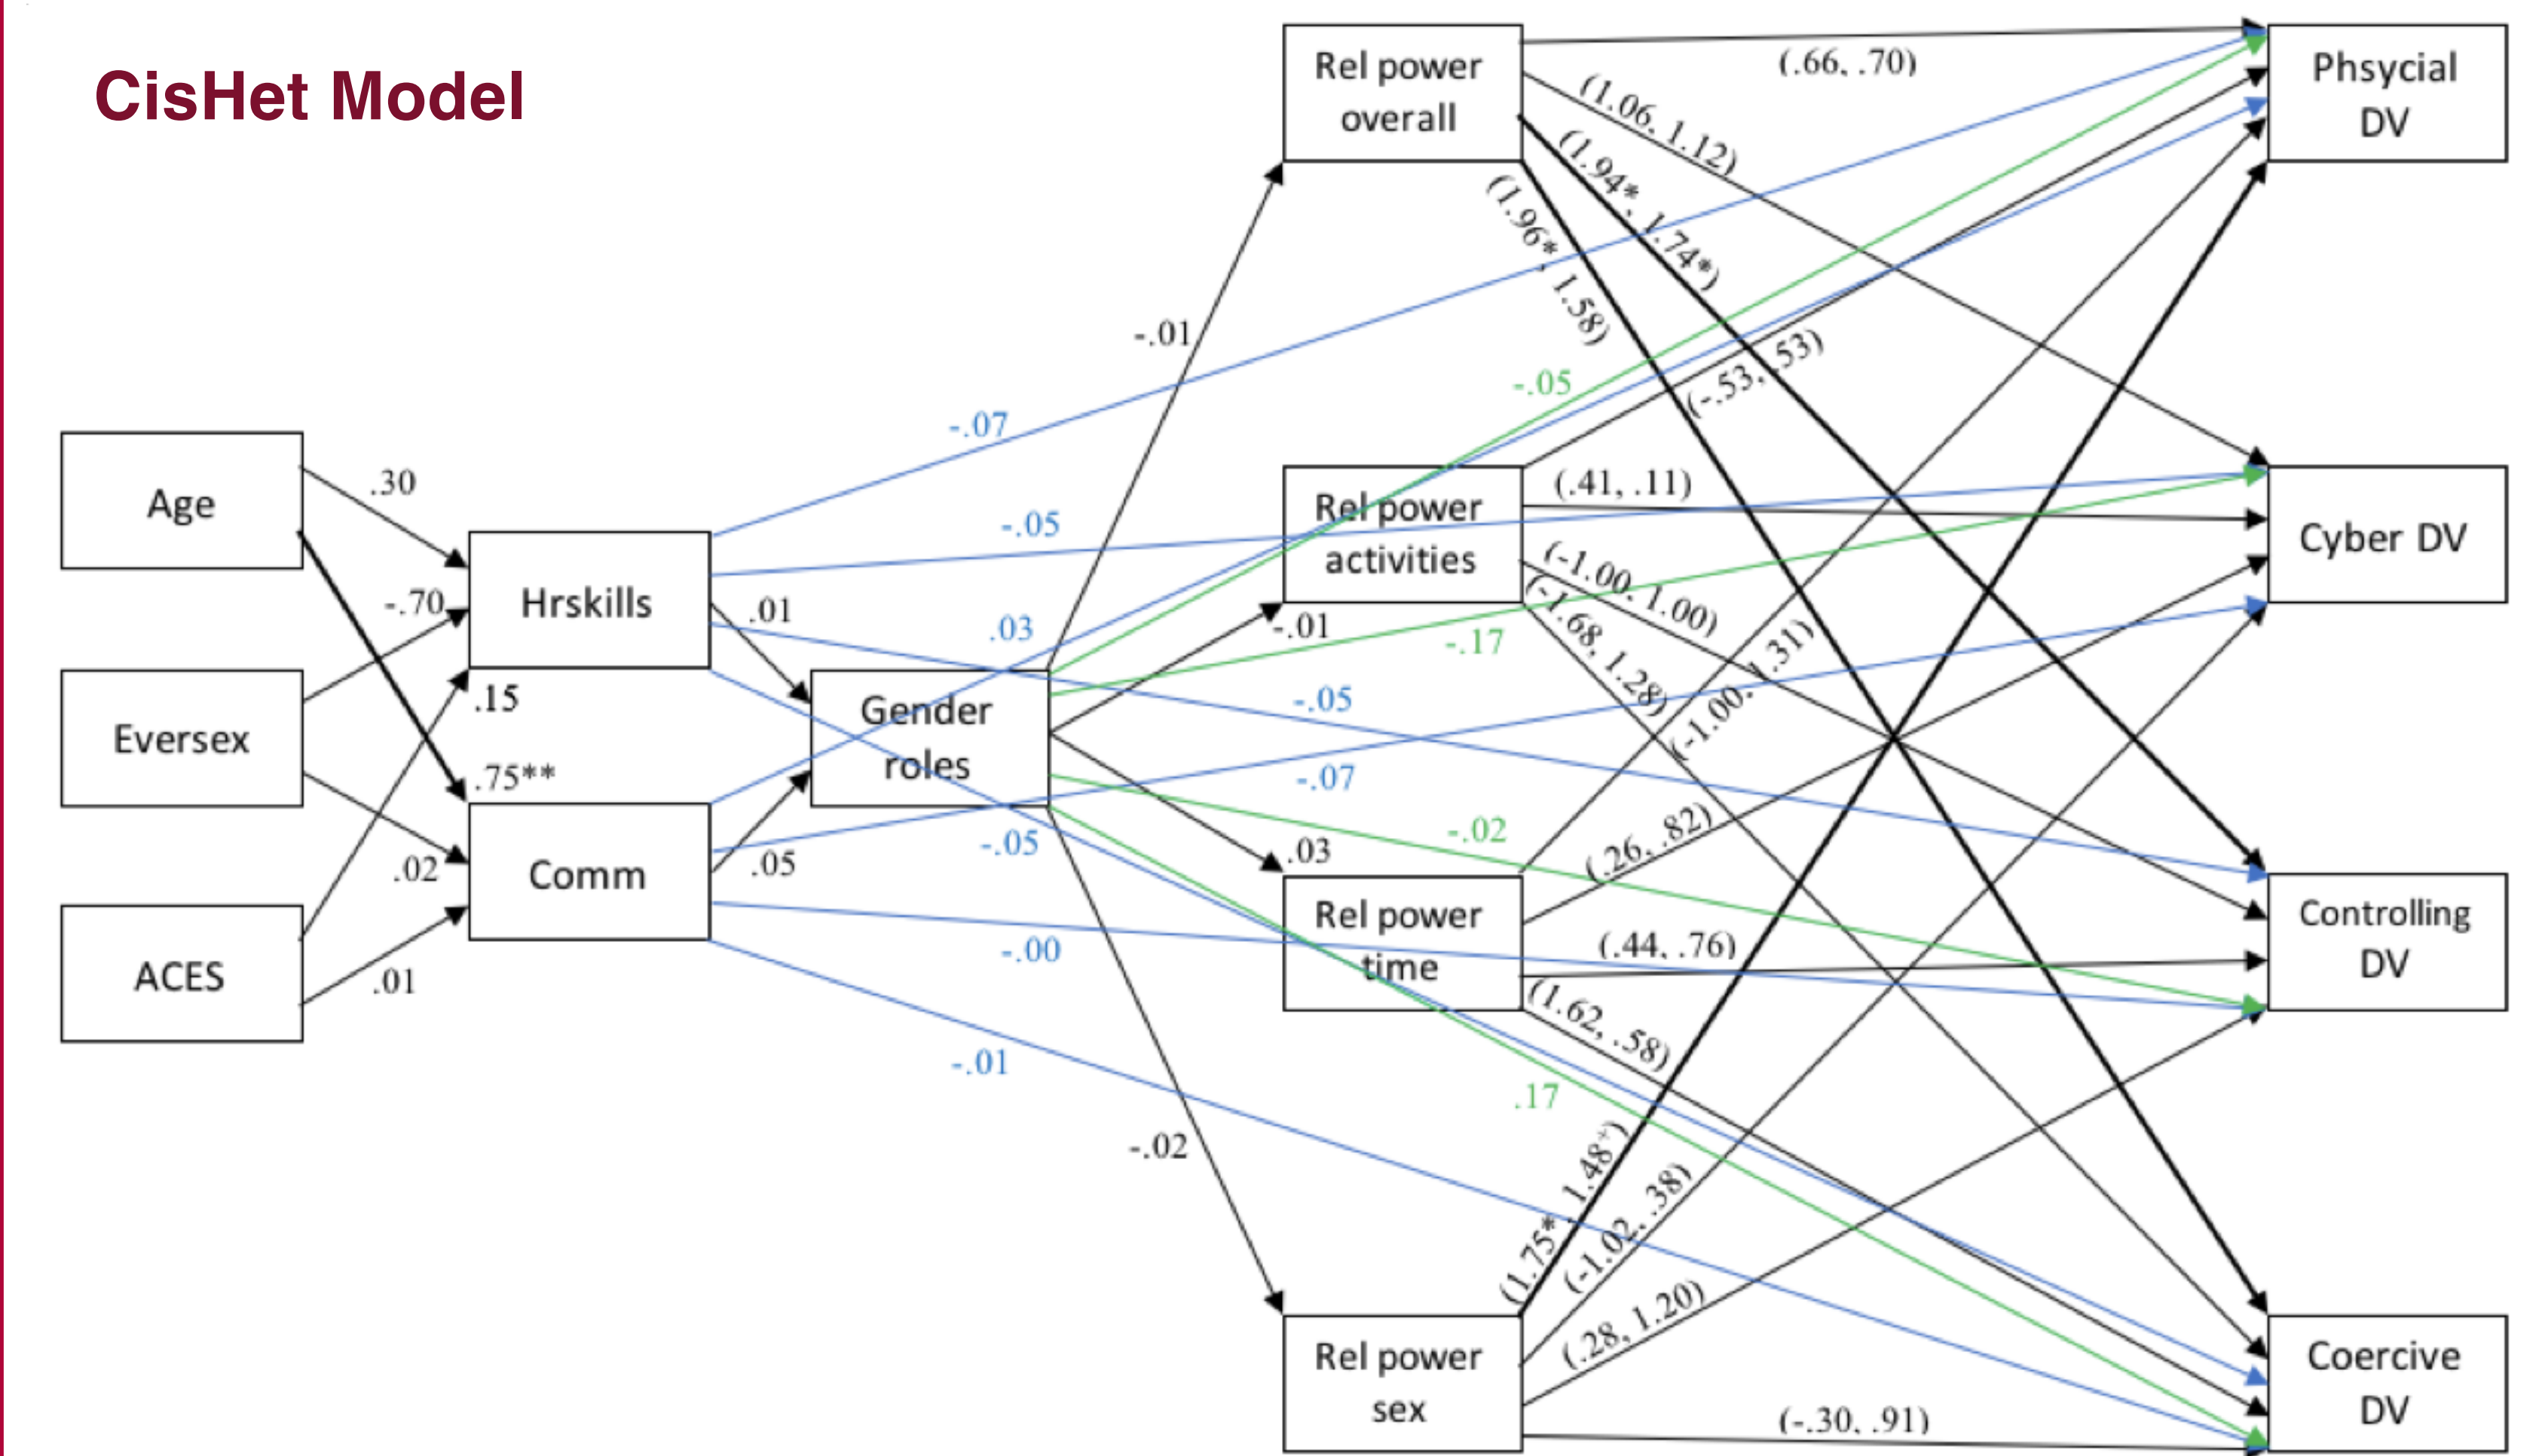 CisHet Model
Rel power
overall
Phsycial
DV
(.66, .70)
(1.06, 1.12)
(1.94*, 1.74*)
(1.96*, 1.58)
-.01
-.07
-.05
(-.53, .53)
Age
.30
Rel power
activities
(.41, .11)
Cyber DV
-.05
Hrskills
-.70
.01
.03
-.01
(-1.00, 1.00)
(-1.68, 1.28)
-.17
(-1.00, 1.31)
Eversex
.15
.75**
Gender
roles
-.05
-.07
-.02
-.05
.03
(.26, .82)
Comm
.02
.05
Rel power
time
(.44, .76)
Controlling
DV
ACES
.01
-.00
(1.62, .58)
-.01
.17
-.02
(1.75*, 1.48⁺)
(-1.02, .38)
(.28, 1.20)
Rel power
sex
(-.30, .91)
Coercive
DV